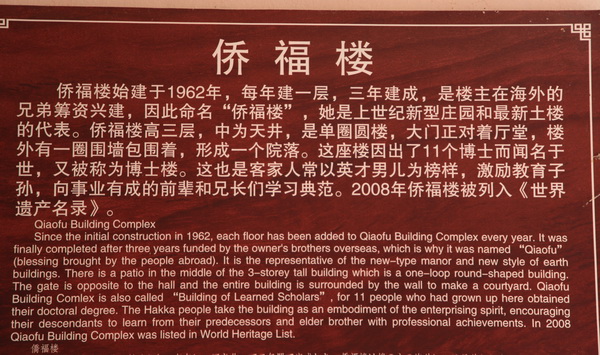 侨福楼
侨福楼始建于1962年，每年建一层，三年建成，是楼主在海外的
兄弟筹资兴建，因此命名“侨福楼”，她是上世纪新型庄园和最新土楼
的代表。侨福楼高三层，中为天井，是单圈圆楼，大门正对着厅堂，楼
外有一圈围墙包围着，形成一个院落。这座楼因出了11个博士而闻名于
世，又被称为博士楼。这也是客家人常以英才男儿为榜样，激励教育子
孙，向事业有成的前辈和兄长们学习典范。2008年侨福楼被列入《世界
遗产名录》。
Qiaofu Building Complex
Since the initial construction in 1962, each floor has been added to Qiaofu Building Complex every year. It was
finally completed after three years funded by the owner's brothers overseas, which is why it was named “Qiaofu”
(blessing brought by the people abroad). It is the representative of the new-type manor and new style of earth
buildings. There is a patio in the middle of the 3-storey tall building which is a one-loop round-shaped building.
The gate is opposite to the hall and the entire building is surrounded by the wall to make a courtyard. Qiaofu
Building Comlex is also called “Building of Learned Scholars”, for 11 people who had grown up here obtained
their doctoral degree. The Hakka people take the building as an embodiment of the enterprising spirit, encouraging
their descendants to learn from their predecessors and elder brother with professional achievements. In 2008
Qiaofu Building Complex was listed in World Heritage List.
侨福樓